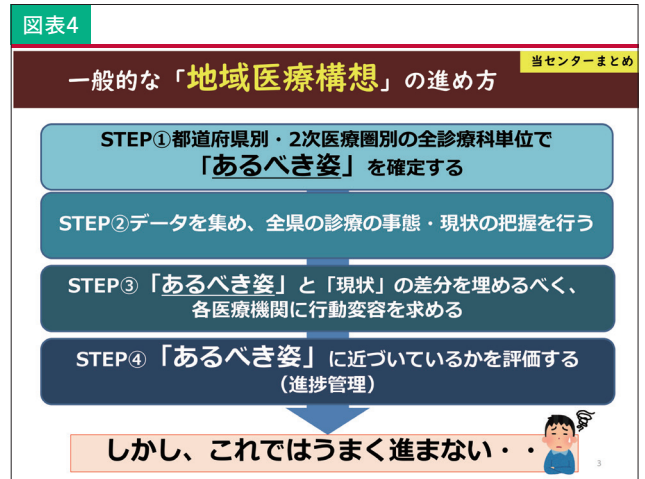 図表4
当センターまとめ
一般的な「地域医療構想」の進め方
STEP①都道府県別・2次医療圏別の全診療科単位で
「あるべき姿」を確定する
STEP②データを集め、全県の診療の事態・現状の把握を行う
STEP③「あるべき姿」と「現状」の差分を埋めるべく、
各医療機関に行動変容を求める
STEP④「あるべき姿」に近づいているかを評価する
（進捗管理）
しかし、これではうまく進まない・・
3